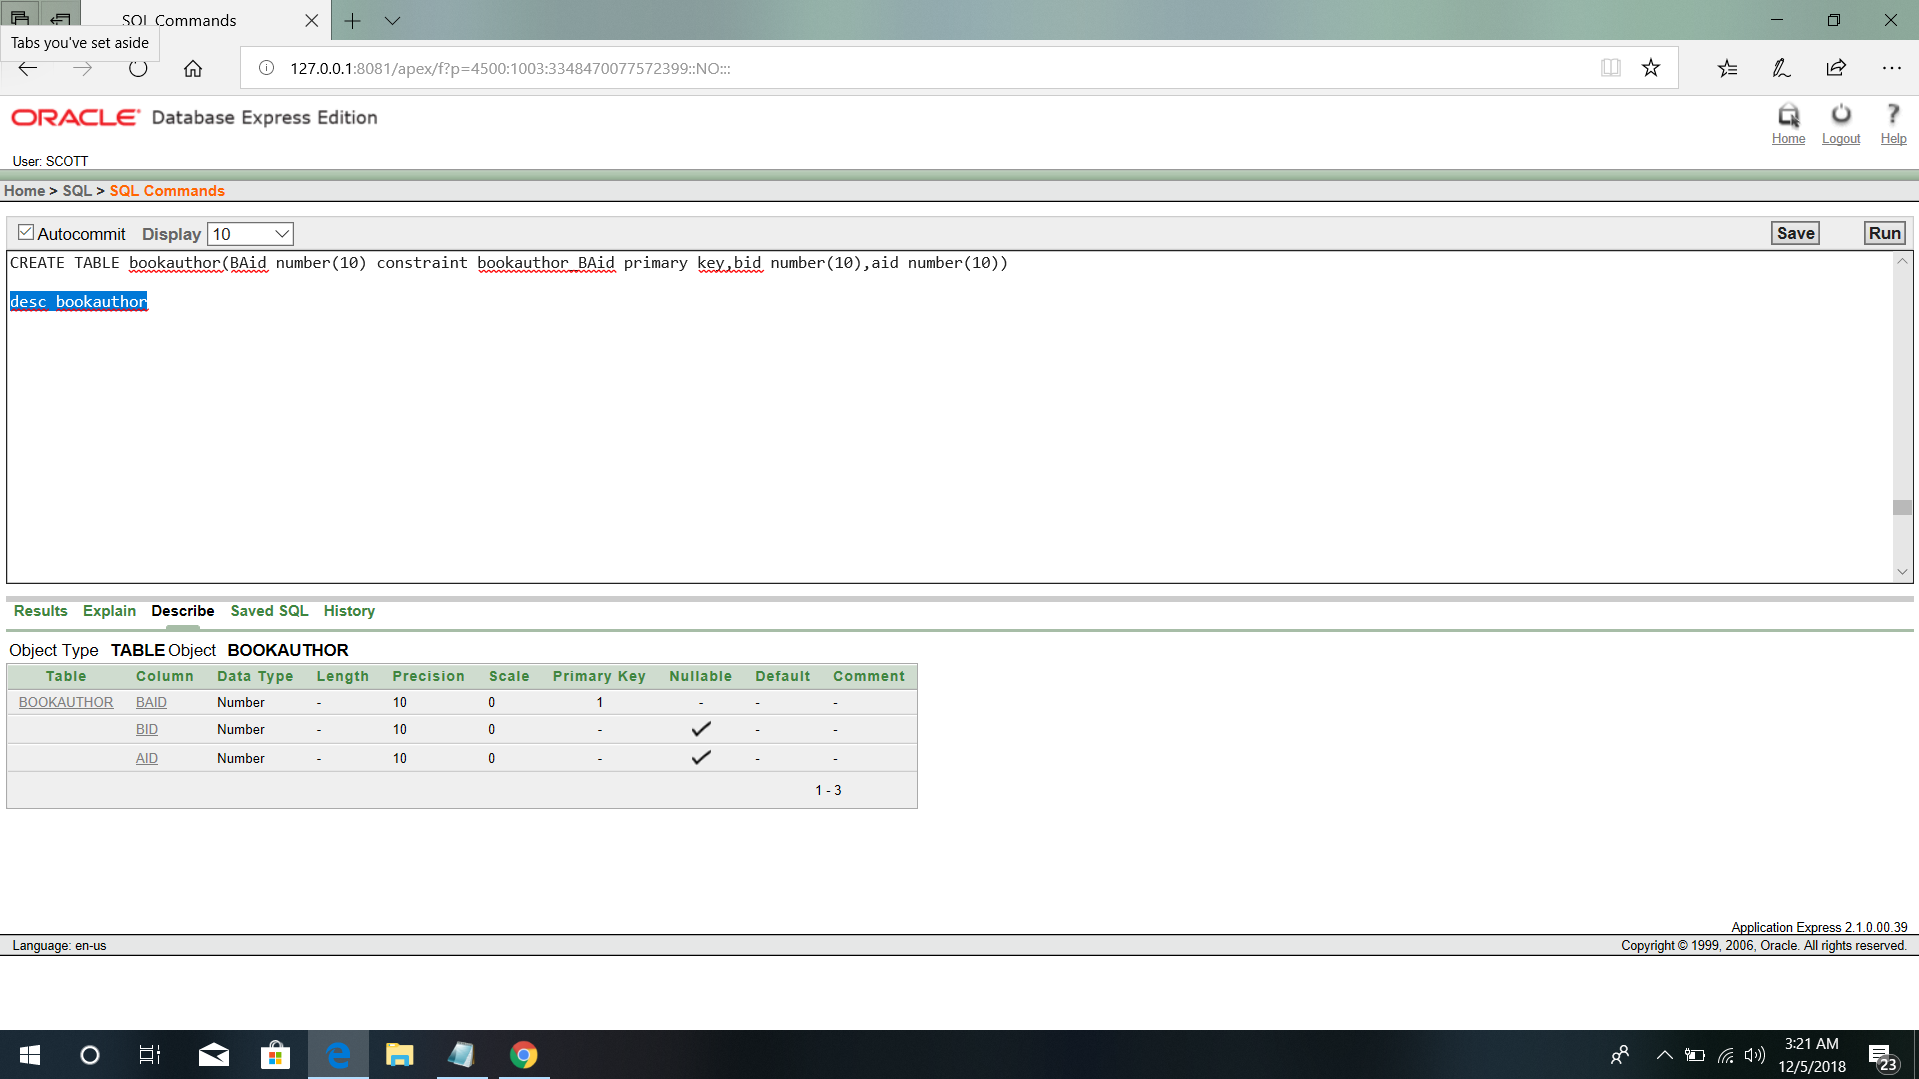 SQL Commands
Tabs you've set aside
127.0.0.1:8081/apex/f?p=4500:1003:3348470077572399::NO:::
ORACLE Database Express Edition
Home Logout Help
User: SCOTT
Home > SQL > SQL Commands
Autocommit Display 10 Save Run
CREATE TABLE bookauthor(BAid number(10) constraint bookauthor_BAid primary key,bid number(10),aid number(10))
desc bookauthor
Results Explain Describe Saved SQL History
Object Type TABLE Object BOOKAUTHOR
Table Column Data Type Length Precision Scale Primary Key Nullable Default Comment
BOOKAUTHOR BAID Number - 10 0 1 - - -
BID Number - 10 0 - - -
AID Number - 10 0 - - -
1 - 3
Application Express 2.1.0.00.39
Language: en-us Copyright © 1999, 2006, Oracle. All rights reserved.
3:21 AM
12/5/2018
23